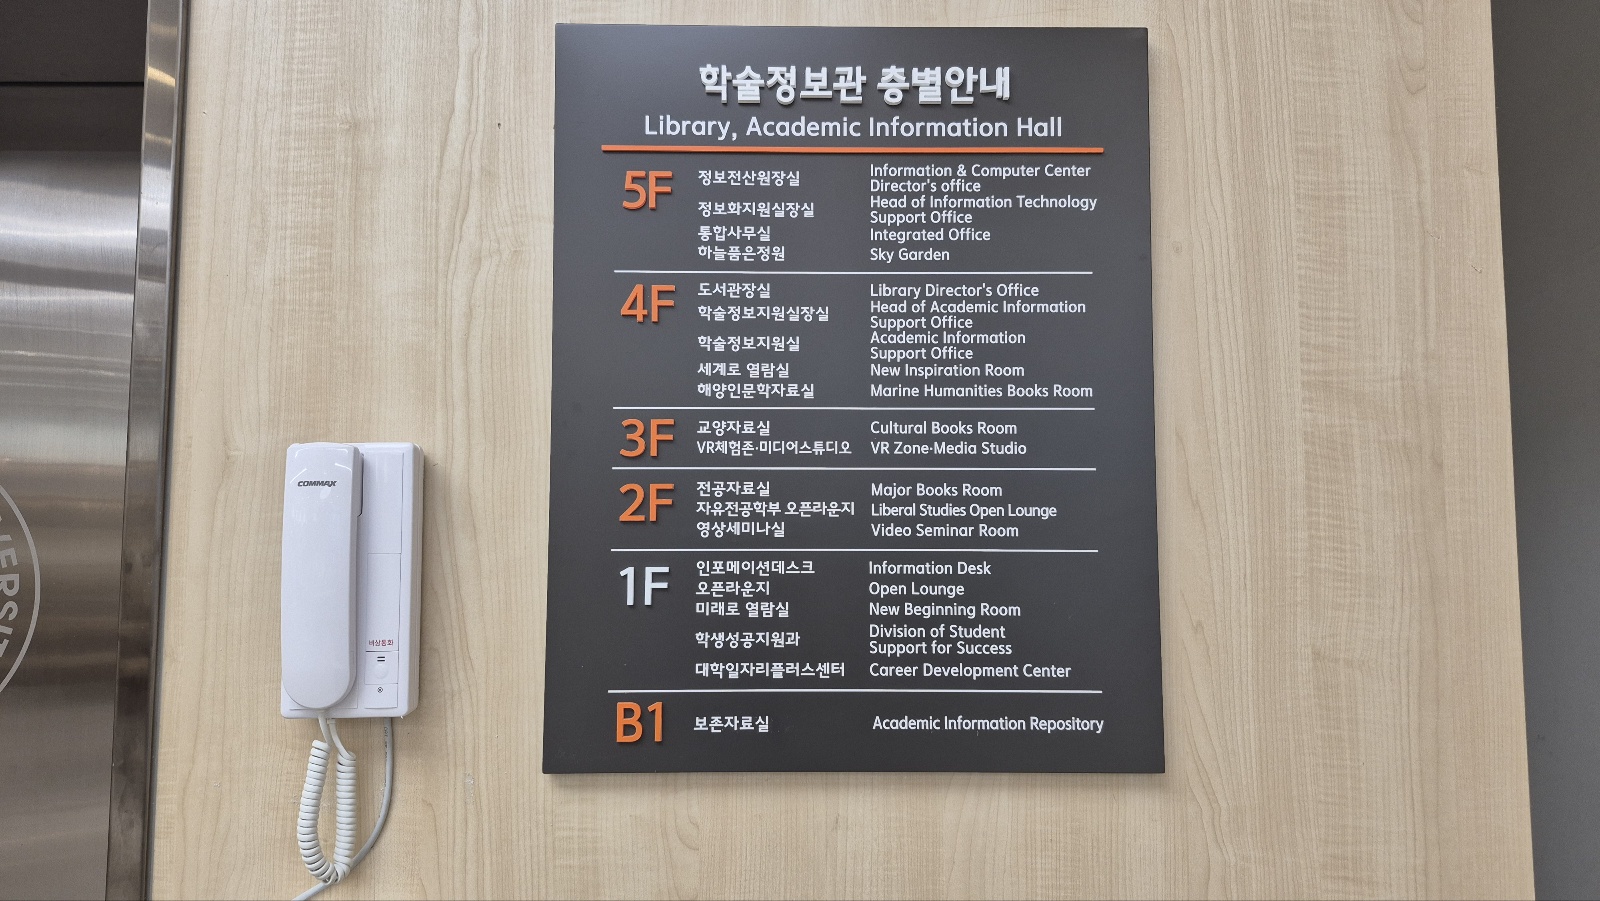 학술정보관 층별안내
Library, Academic Information Hall
5F
정보전산원장실 Information & Computer Center
Director's office
정보화지원실장실 Head of Information Technology
Support Office
통합사무실 Integrated Office
하늘품은정원 Sky Garden
4F
도서관장실 Library Director's Office
학술정보지원실장실 Head of Academic Information
Support Office
학술정보지원실 Academic Information
Support Office
세계로 열람실 New Inspiration Room
해양인문학자료실 Marine Humanities Books Room
3F
교양자료실 Cultural Books Room
VR체험존·미디어스튜디오 VR Zone·Media Studio
2F
전공자료실 Major Books Room
자유전공학부 오픈라운지 Liberal Studies Open Lounge
영상세미나실 Video Seminar Room
1F
인포메이션데스크 Information Desk
오픈라운지 Open Lounge
미래로 열람실 New Beginning Room
학생성공지원과 Division of Student
Support for Success
대학일자리플러스센터 Career Development Center
B1
보존자료실 Academic Information Repository
COMMAX
비상통화